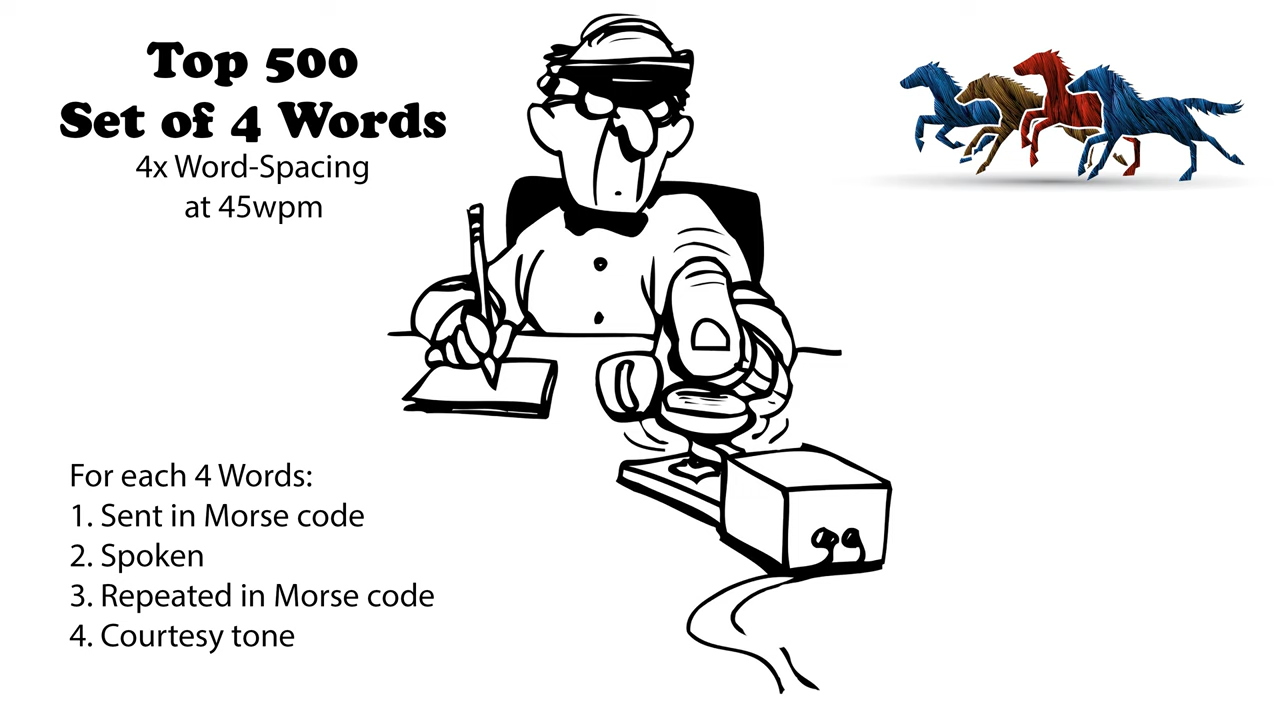 Top 500
Set of 4 Words
4x Word-Spacing
at 45wpm
For each 4 Words:
1. Sent in Morse code
2. Spoken
3. Repeated in Morse code
4. Courtesy tone